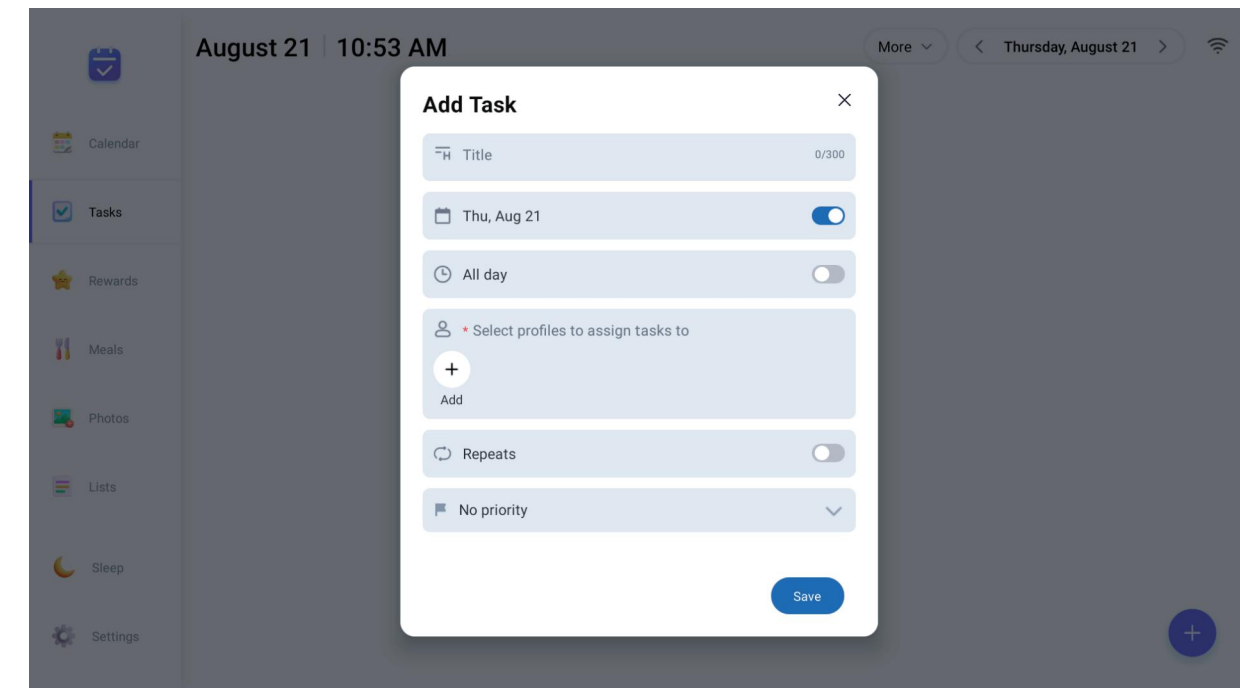 August 21 | 10:53 AM
More
Thursday, August 21
Calendar
Tasks
Rewards
Meals
Photos
Lists
Sleep
Settings
Add Task
H Title 0/300
Thu, Aug 21
All day
* Select profiles to assign tasks to
+
Add
Repeats
No priority
Save
+